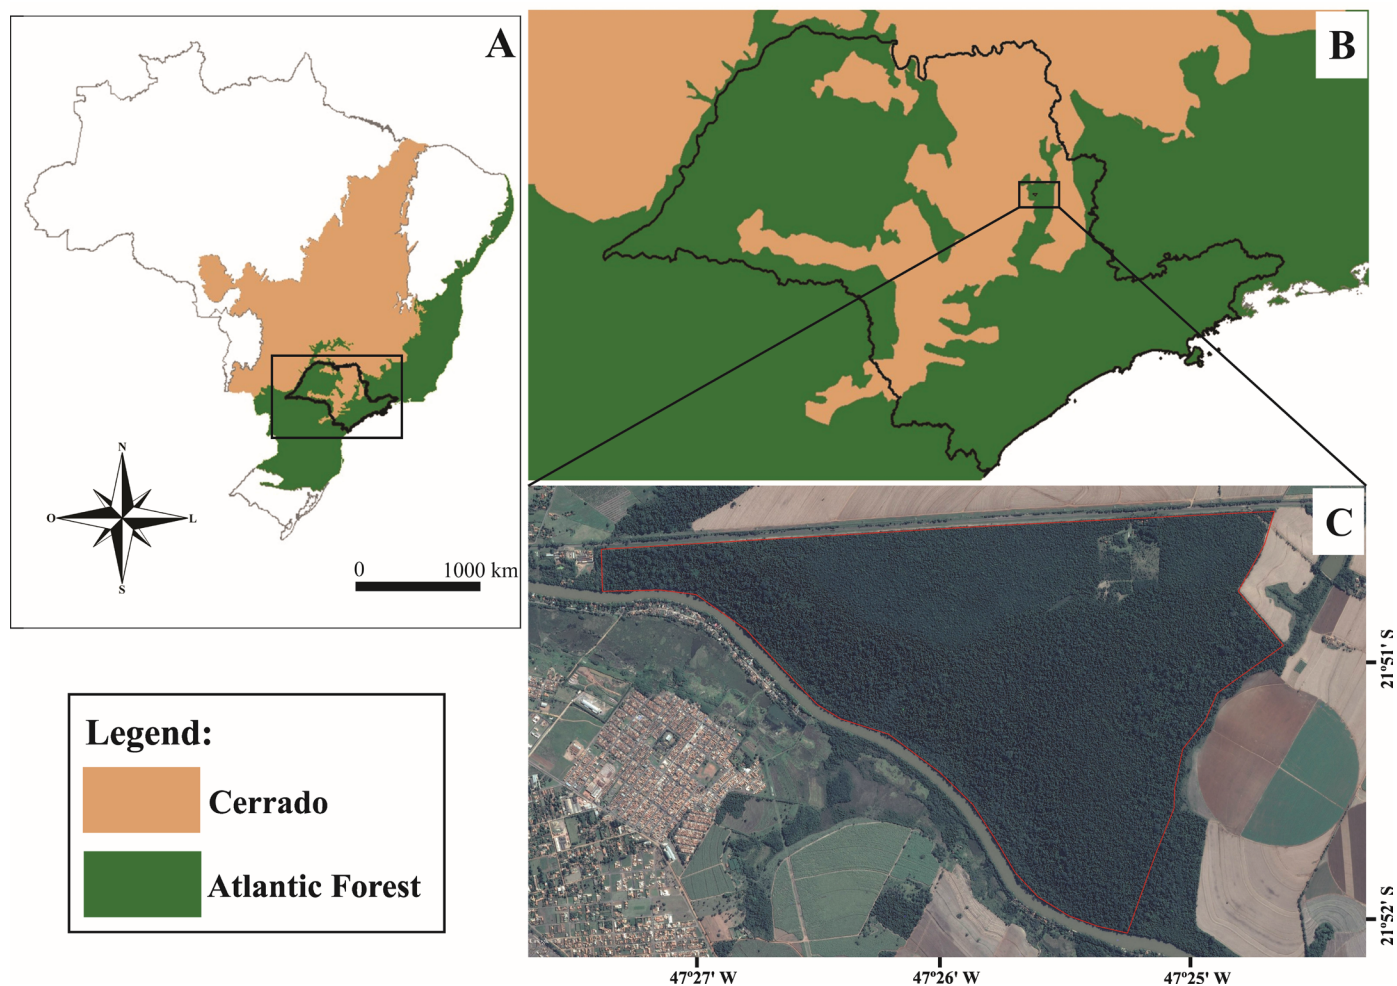 A
B
N
O
L
S
0
1000 km
Legend:
Cerrado
Atlantic Forest
C
21°51' S
21°52' S
47°27' W
47°26' W
47°25' W